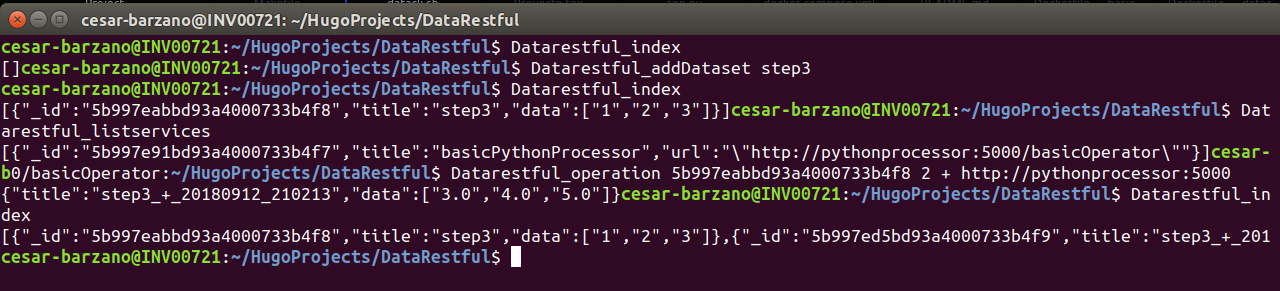 cesar-barzano@INV00721: ~/HugoProjects/DataRestful
cesar-barzano@INV00721:~/HugoProjects/DataRestful$ Datarestful_index
[]cesar-barzano@INV00721:~/HugoProjects/DataRestful$ Datarestful_addDataset step3
cesar-barzano@INV00721:~/HugoProjects/DataRestful$ Datarestful_index
[{"_id":"5b997eabbd93a4000733b4f8","title":"step3","data":["1","2","3"]}]cesar-barzano@INV00721:~/HugoProjects/DataRestful$ Dat
arestful_listservices
[{"_id":"5b997e91bd93a4000733b4f7","title":"basicPythonProcessor","url":"\"http://pythonprocessor:5000/basicOperator\""}]cesar-
b0/basicOperator:~/HugoProjects/DataRestful$ Datarestful_operation 5b997eabbd93a4000733b4f8 2 + http://pythonprocessor:5000
{"title":"step3_+_20180912_210213","data":["3.0","4.0","5.0"]}cesar-barzano@INV00721:~/HugoProjects/DataRestful$ Datarestful_in
dex
[{"_id":"5b997eabbd93a4000733b4f8","title":"step3","data":["1","2","3"]},{"_id":"5b997ed5bd93a4000733b4f9","title":"step3_+_201
cesar-barzano@INV00721:~/HugoProjects/DataRestful$